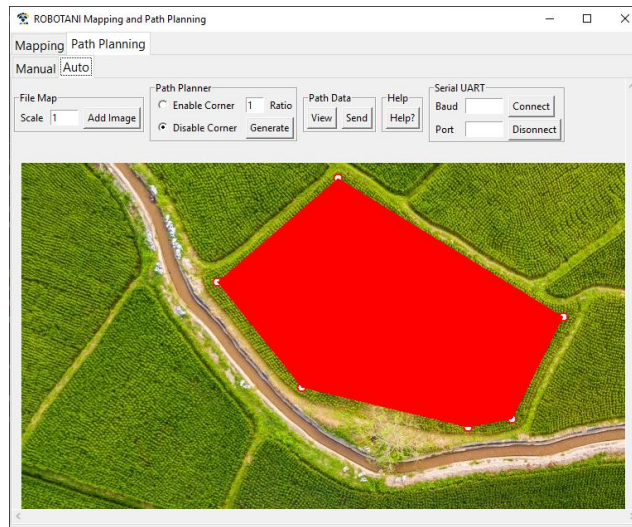 ROBOTANI Mapping and Path Planning
Mapping Path Planning
Manual Auto
File Map
Scale 1 Add Image
Path Planner
Enable Corner 1 Ratio
Disable Corner Generate
Path Data
View Send
Help
Help?
Serial UART
Baud Connect
Port Disonnect